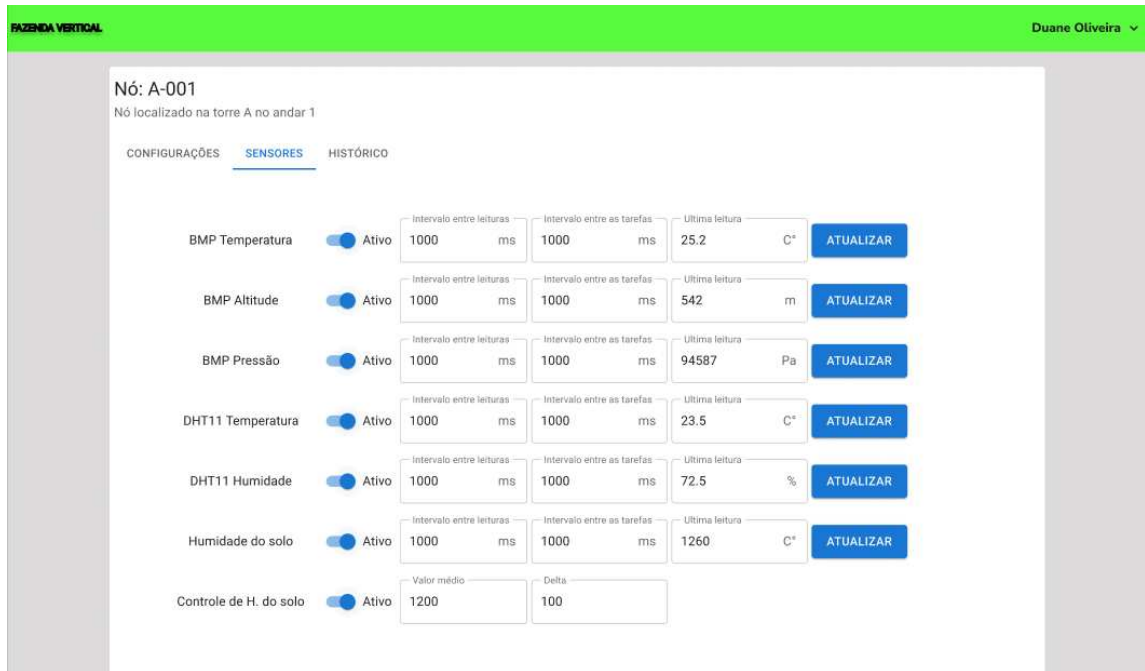 FAZENDA VERTICAL
Duane Oliveira
Nó: A-001
Nó localizado na torre A no andar 1
CONFIGURAÇÕES SENSORES HISTÓRICO
Intervalo entre leituras Intervalo entre as tarefas Ultima leitura
BMP Temperatura Ativo 1000 ms 1000 ms 25.2 C° ATUALIZAR
Intervalo entre leituras Intervalo entre as tarefas Ultima leitura
BMP Altitude Ativo 1000 ms 1000 ms 542 m ATUALIZAR
Intervalo entre leituras Intervalo entre as tarefas Ultima leitura
BMP Pressão Ativo 1000 ms 1000 ms 94587 Pa ATUALIZAR
Intervalo entre leituras Intervalo entre as tarefas Ultima leitura
DHT11 Temperatura Ativo 1000 ms 1000 ms 23.5 C° ATUALIZAR
Intervalo entre leituras Intervalo entre as tarefas Ultima leitura
DHT11 Humidade Ativo 1000 ms 1000 ms 72.5 % ATUALIZAR
Intervalo entre leituras Intervalo entre as tarefas Ultima leitura
Humidade do solo Ativo 1000 ms 1000 ms 1260 C° ATUALIZAR
Valor médio Delta
Controle de H. do solo Ativo 1200 100